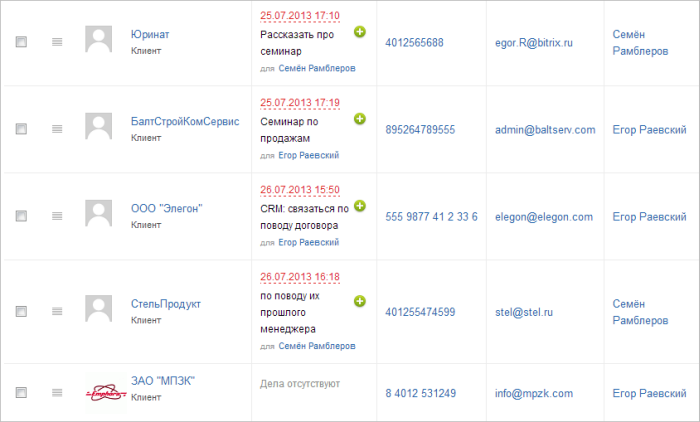 Юринат
Клиент
25.07.2013 17:10
Рассказать про
семинар
для Семён Рамблеров
4012565688
egor.R@bitrix.ru
Семён
Рамблеров
БалтСтройКомСервис
Клиент
25.07.2013 17:19
Семинар по
продажам
для Егор Раевский
895264789555
admin@baltserv.com
Егор Раевский
ООО "Элегон"
Клиент
26.07.2013 15:50
CRM: связаться по
поводу договора
для Егор Раевский
555 9877 41 2 33 6
elegon@elegon.com
Егор Раевский
СтельПродукт
Клиент
26.07.2013 16:18
по поводу их
прошлого
менеджера
для Семён Рамблеров
401255474599
stel@stel.ru
Семён
Рамблеров
ЗАО "МПЗК"
Клиент
Дела отсутствуют
8 4012 531249
info@mpzk.com
Егор Раевский